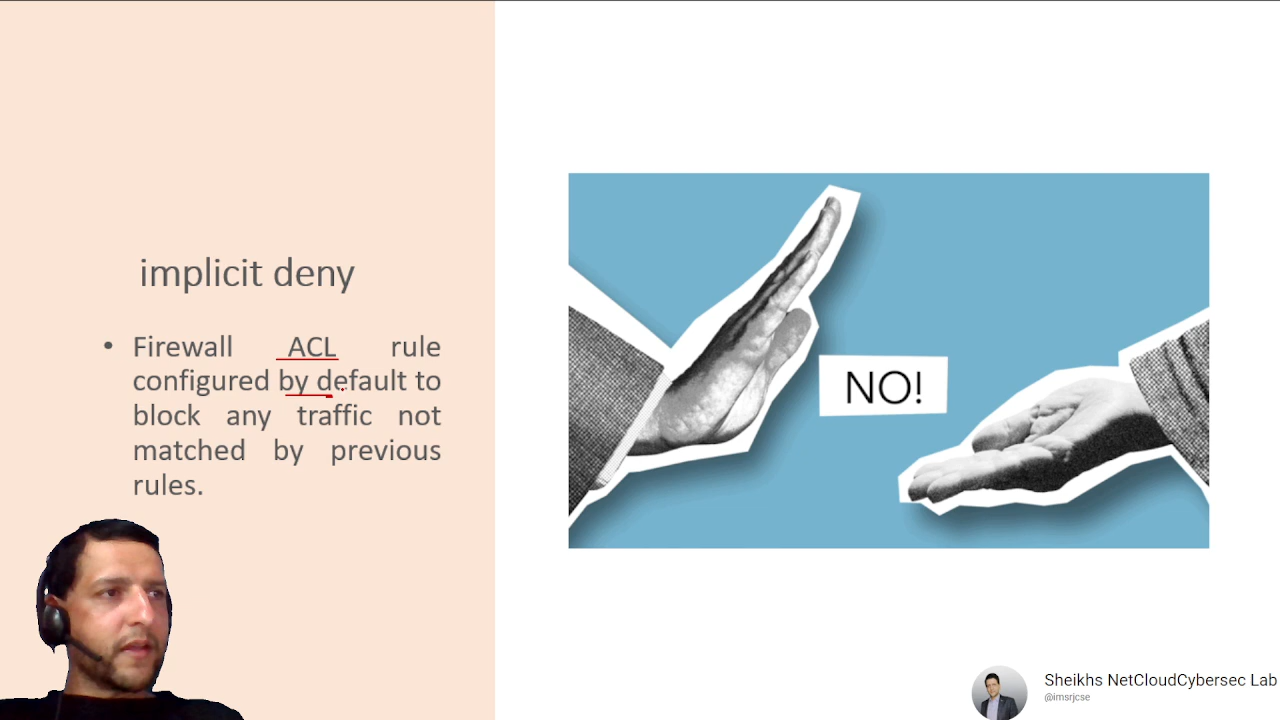 implicit deny
• Firewall ACL rule
configured by default to
block any traffic not
matched by previous
rules.
NO!
Sheikhs NetCloudCybersec Lab
@imsrjcse